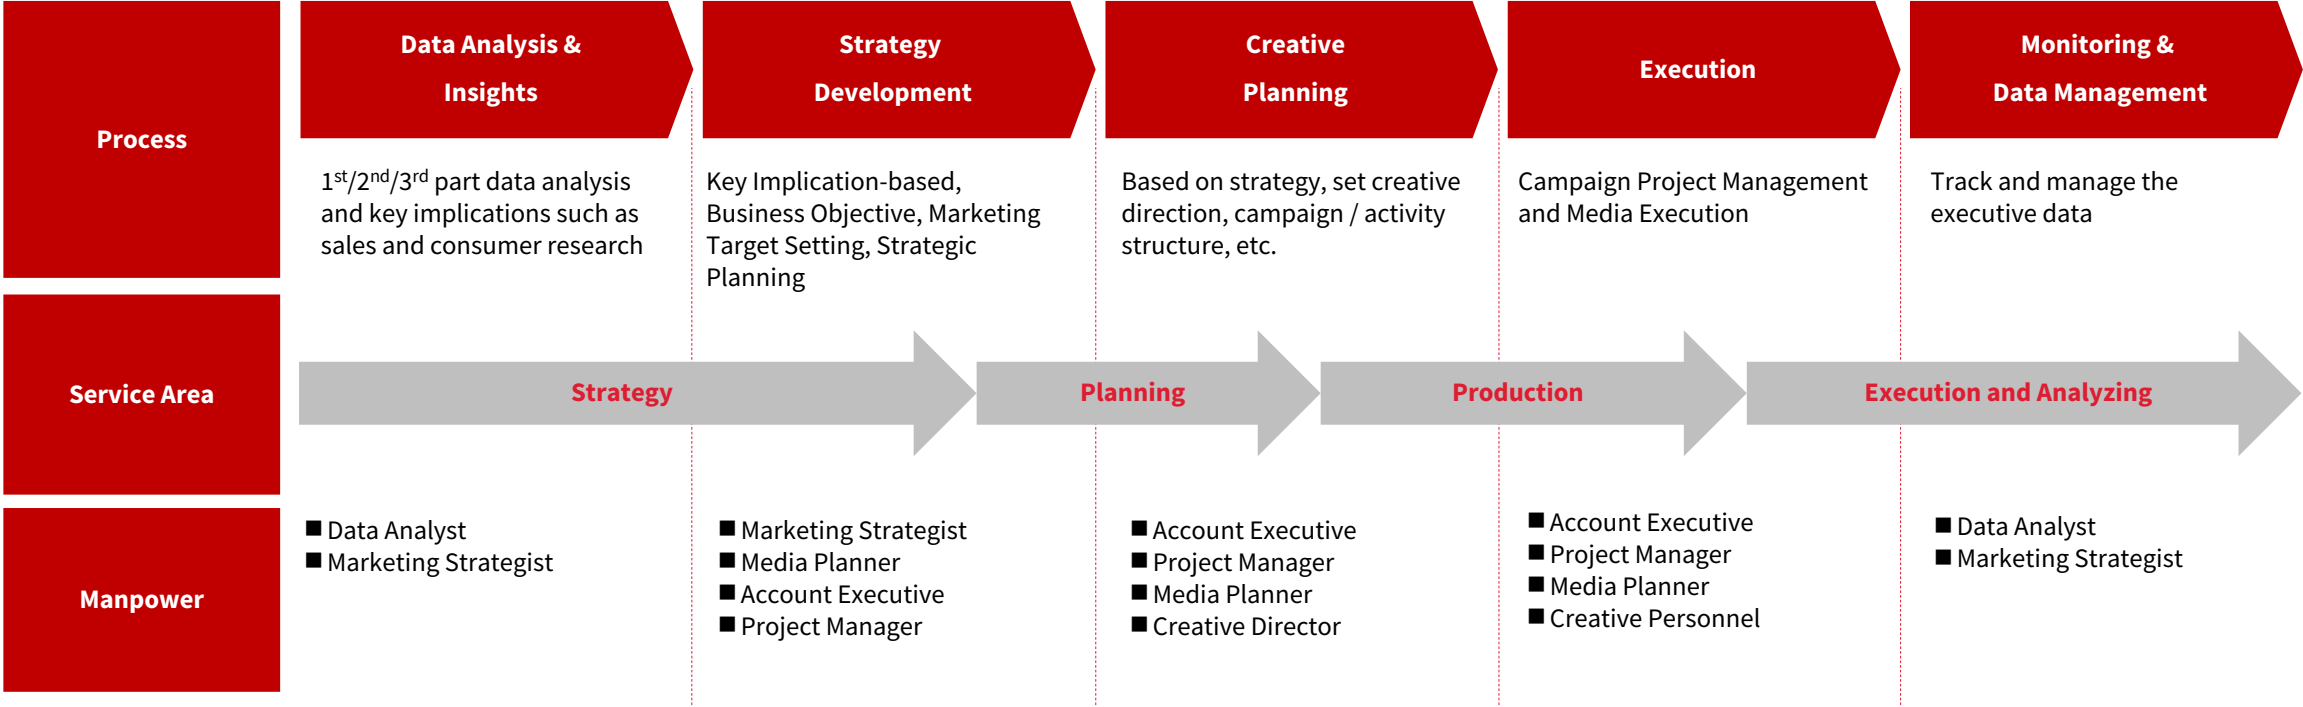 Process
Data Analysis &
Insights
Strategy
Development
Creative
Planning
Execution
Monitoring &
Data Management
1st/2nd/3rd part data analysis
and key implications such as
sales and consumer research
Key Implication-based,
Business Objective, Marketing
Target Setting, Strategic
Planning
Based on strategy, set creative
direction, campaign / activity
structure, etc.
Campaign Project Management
and Media Execution
Track and manage the
executive data
Service Area
Strategy
Planning
Production
Execution and Analyzing
Manpower
■ Data Analyst
■ Marketing Strategist
■ Marketing Strategist
■ Media Planner
■ Account Executive
■ Project Manager
■ Account Executive
■ Project Manager
■ Media Planner
■ Creative Director
■ Account Executive
■ Project Manager
■ Media Planner
■ Creative Personnel
■ Data Analyst
■ Marketing Strategist